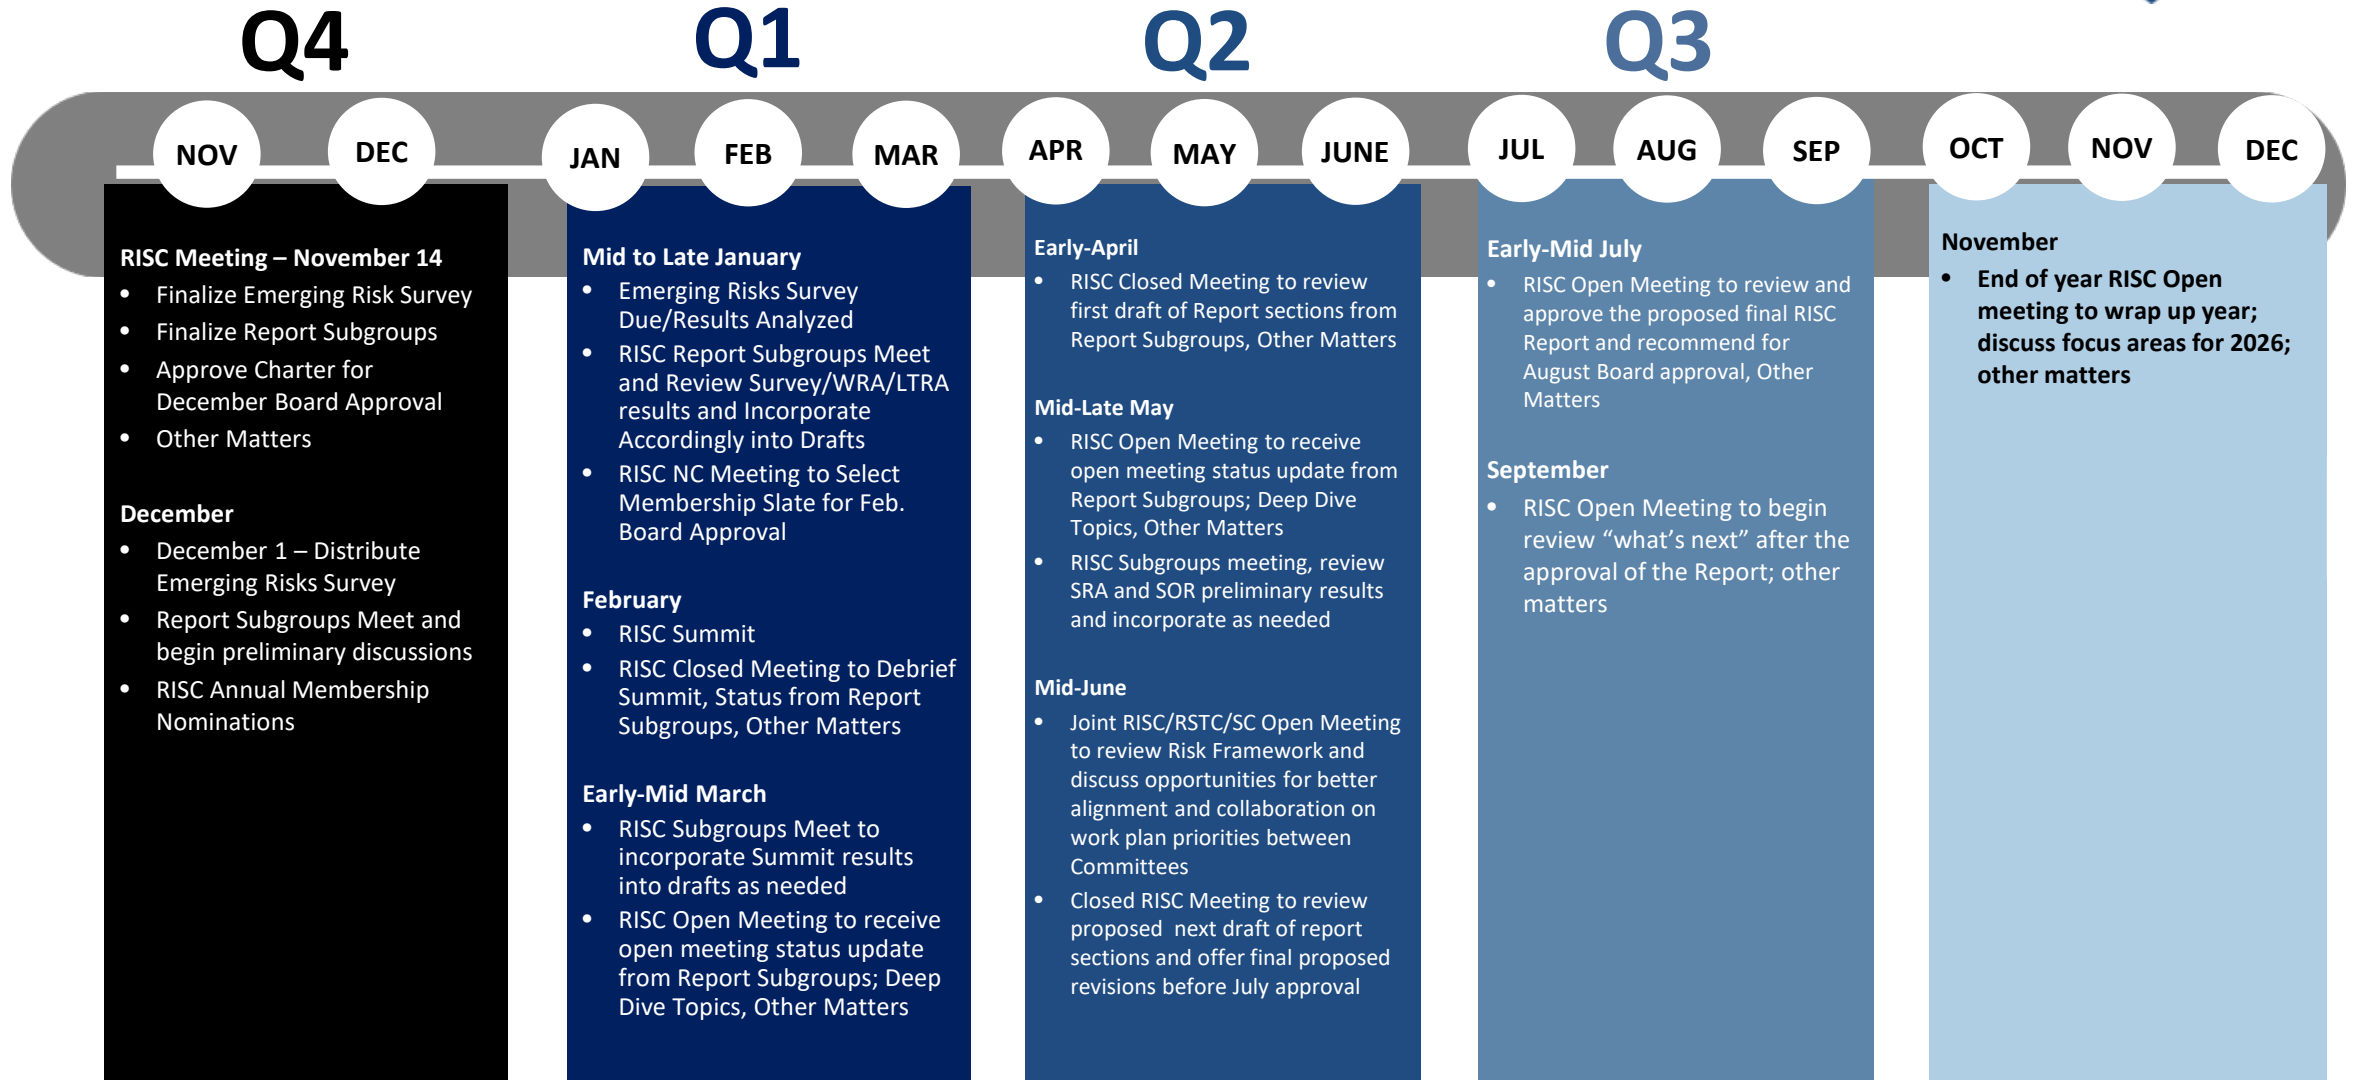 Q4
Q1
Q2
Q3
NOV
DEC
JAN
FEB
MAR
APR
MAY
JUNE
JUL
AUG
SEP
OCT
NOV
DEC
RISC Meeting – November 14
• Finalize Emerging Risk Survey
• Finalize Report Subgroups
• Approve Charter for
December Board Approval
• Other Matters
December
• December 1 – Distribute
Emerging Risks Survey
• Report Subgroups Meet and
begin preliminary discussions
• RISC Annual Membership
Nominations
Mid to Late January
• Emerging Risks Survey
Due/Results Analyzed
• RISC Report Subgroups Meet
and Review Survey/WRA/LTRA
results and Incorporate
Accordingly into Drafts
• RISC NC Meeting to Select
Membership Slate for Feb.
Board Approval
February
• RISC Summit
• RISC Closed Meeting to Debrief
Summit, Status from Report
Subgroups, Other Matters
Early-Mid March
• RISC Subgroups Meet to
incorporate Summit results
into drafts as needed
• RISC Open Meeting to receive
open meeting status update
from Report Subgroups; Deep
Dive Topics, Other Matters
Early-April
• RISC Closed Meeting to review
first draft of Report sections from
Report Subgroups, Other Matters
Mid-Late May
• RISC Open Meeting to receive
open meeting status update from
Report Subgroups; Deep Dive
Topics, Other Matters
• RISC Subgroups meeting, review
SRA and SOR preliminary results
and incorporate as needed
Mid-June
• Joint RISC/RSTC/SC Open Meeting
to review Risk Framework and
discuss opportunities for better
alignment and collaboration on
work plan priorities between
Committees
• Closed RISC Meeting to review
proposed next draft of report
sections and offer final proposed
revisions before July approval
Early-Mid July
• RISC Open Meeting to review and
approve the proposed final RISC
Report and recommend for
August Board approval, Other
Matters
September
• RISC Open Meeting to begin
review “what’s next” after the
approval of the Report; other
matters
November
• End of year RISC Open
meeting to wrap up year;
discuss focus areas for 2026;
other matters